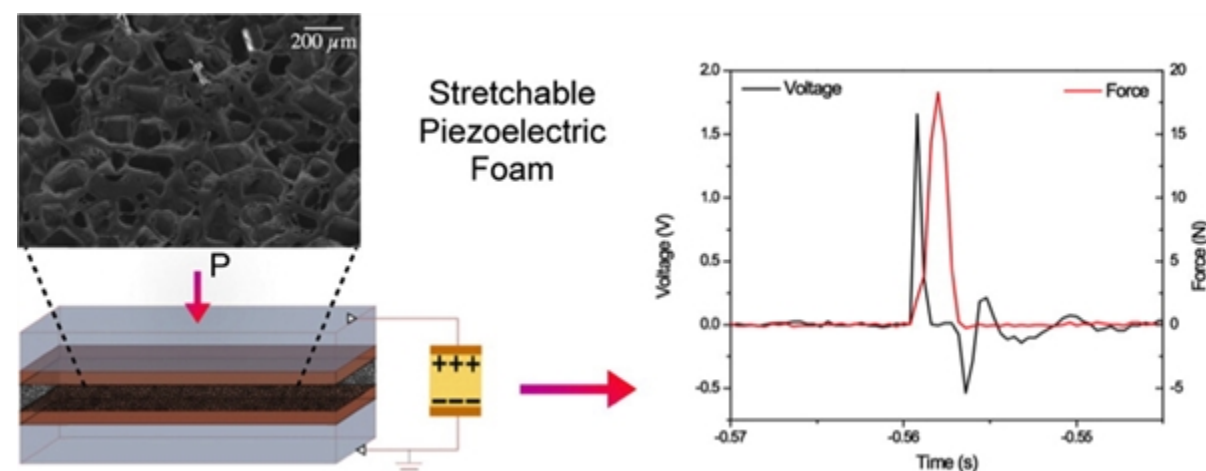 200 µm
Stretchable
Piezoelectric
Foam
P
+++
---
Voltage
Force
2.0
1.5
1.0
0.5
0.0
-0.5
Voltage (V)
20
15
10
5
0
-5
Force (N)
-0.57
-0.56
-0.55
Time (s)